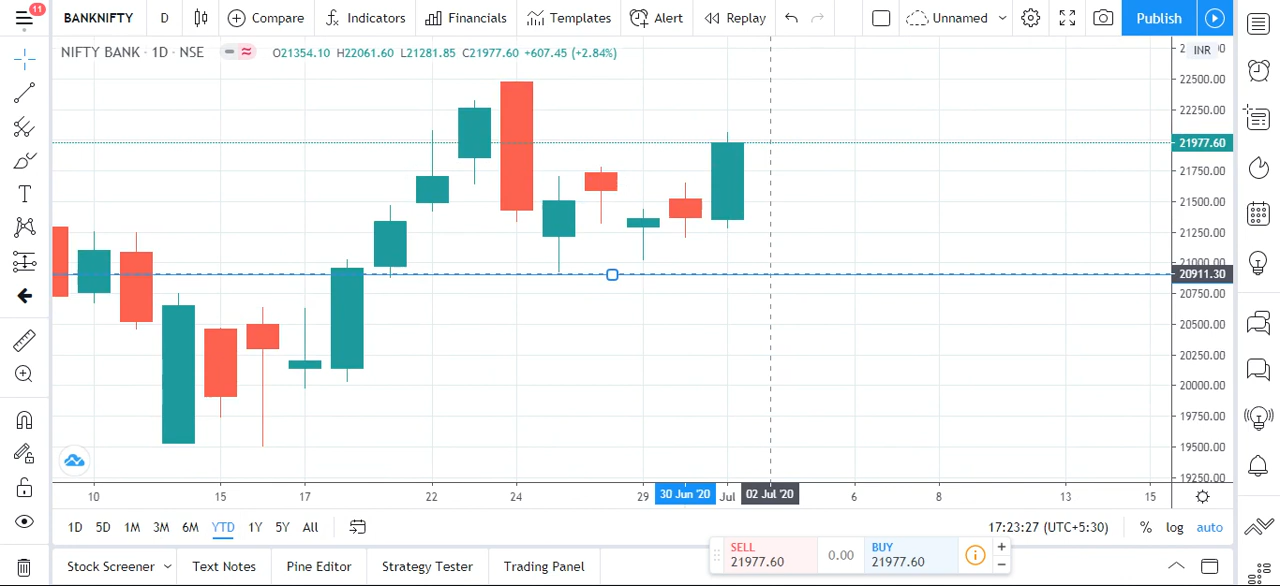 11
BANKNIFTY D Compare Indicators Financials Templates Alert Replay Unnamed Publish
NIFTY BANK · 1D · NSE O21354.10 H22061.60 L21281.85 C21977.60 +607.45 (+2.84%)
INR
22500.00
22250.00
21977.60
21750.00
21500.00
21250.00
21000.00
20911.30
20750.00
20500.00
20250.00
20000.00
19750.00
19500.00
19250.00
10 15 17 22 24 29 30 Jun '20 Jul 02 Jul '20 6 8 13 15
1D 5D 1M 3M 6M YTD 1Y 5Y All 17:23:27 (UTC+5:30) % log auto
SELL
21977.60
0.00
BUY
21977.60
Stock Screener Text Notes Pine Editor Strategy Tester Trading Panel